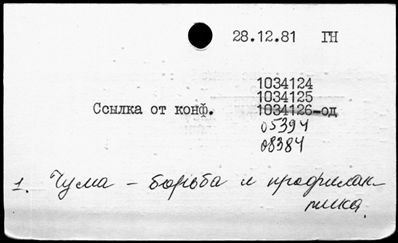 28.12.81 ГН
1034124
1034125
Ссылка от конф. 1034126-од
05394
08384
1. Чума - борьба и профилак-
тика.